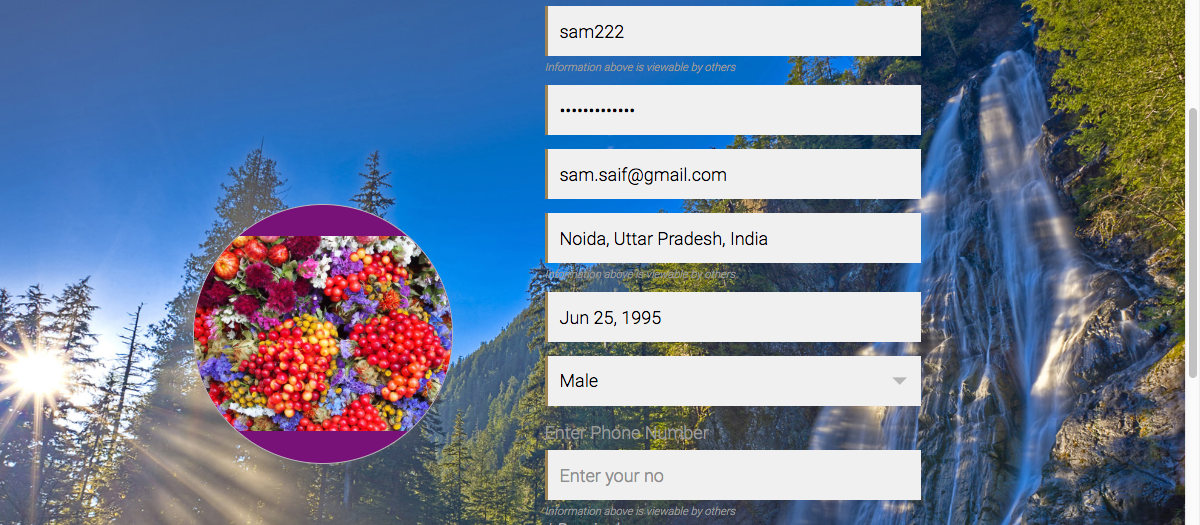 sam222
Information above is viewable by others
•••••••••••••
sam.saif@gmail.com
Noida, Uttar Pradesh, India
Information above is viewable by others
Jun 25, 1995
Male
Enter Phone Number
Enter your no
Information above is viewable by others